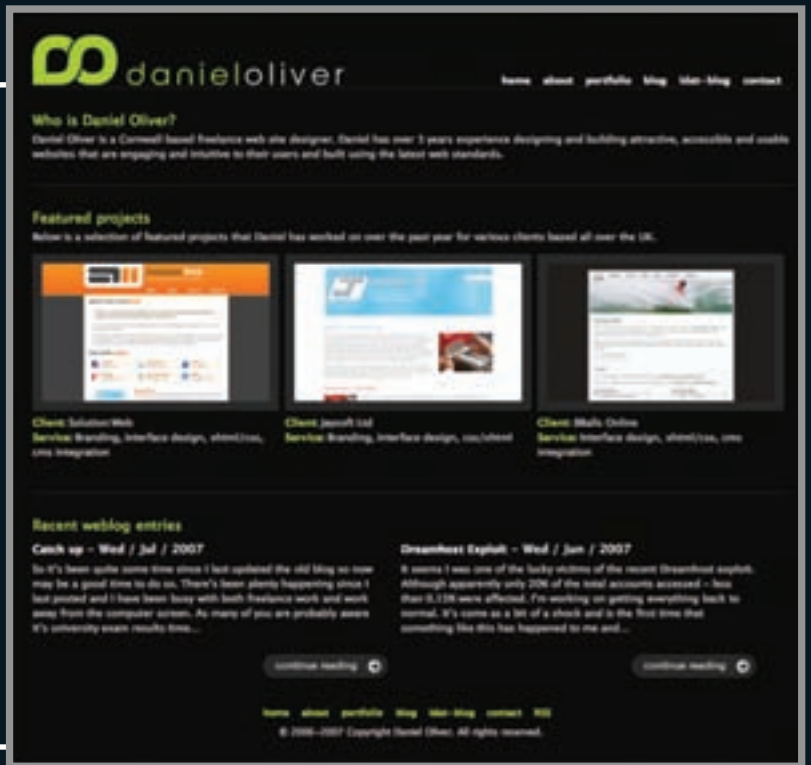 danieloliver
home about portfolio blog idat-blog contact
Who is Daniel Oliver?
Daniel Oliver is a Cornwall based freelance web site designer. Daniel has over 3 years experience designing and building attractive, accessible and usable
websites that are engaging and intuitive to their users and built using the latest web standards.
Featured projects
Below is a selection of featured projects that Daniel has worked on over the past year for various clients based all over the UK.
Client: Solution Web
Service: Branding, interface design, xhtml/css,
cms integration
Client: Jaysoft Ltd
Service: Branding, interface design, css/xhtml
Client: 8Balls Online
Service: Interface design, xhtml/css, cms
integration
Recent weblog entries
Catch up – Wed / Jul / 2007
So it's been quite some time since I last updated the old blog so now
may be a good time to do so. There's been plenty happening since I
last posted and I have been busy with both freelance work and work
away from the computer screen. As many of you are probably aware
it's university exam results time...
continue reading
Dreamhost Exploit – Wed / Jun / 2007
It seems I was one of the lucky victims of the recent Dreamhost exploit.
Although apparently only 20% of the total accounts accessed – less
than 0.15% were affected. I'm working on getting everything back to
normal. It's come as a bit of a shock and is the first time that
something like this has happened to me and...
continue reading
home about portfolio blog idat-blog contact RSS
© 2006–2007 Copyright Daniel Oliver. All rights reserved.